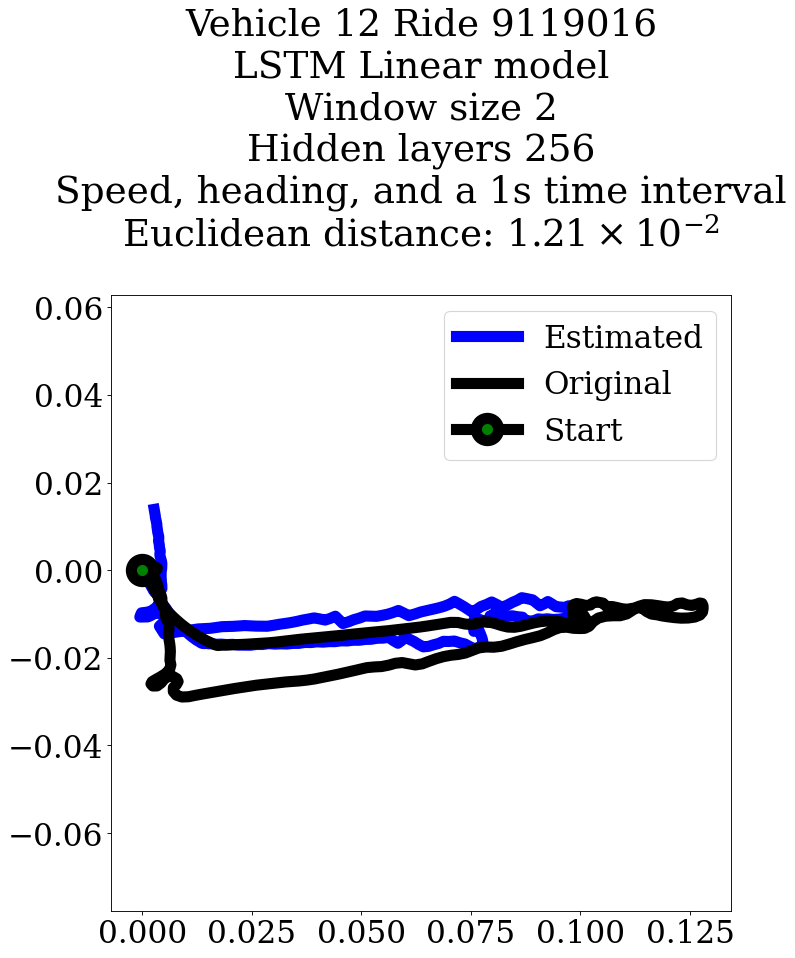 Vehicle 12 Ride 9119016
LSTM Linear model
Window size 2
Hidden layers 256
Speed, heading, and a 1s time interval
Euclidean distance: 1.21 × 10⁻²
Estimated
Original
Start
0.06
0.04
0.02
0.00
−0.02
−0.04
−0.06
0.000 0.025 0.050 0.075 0.100 0.125